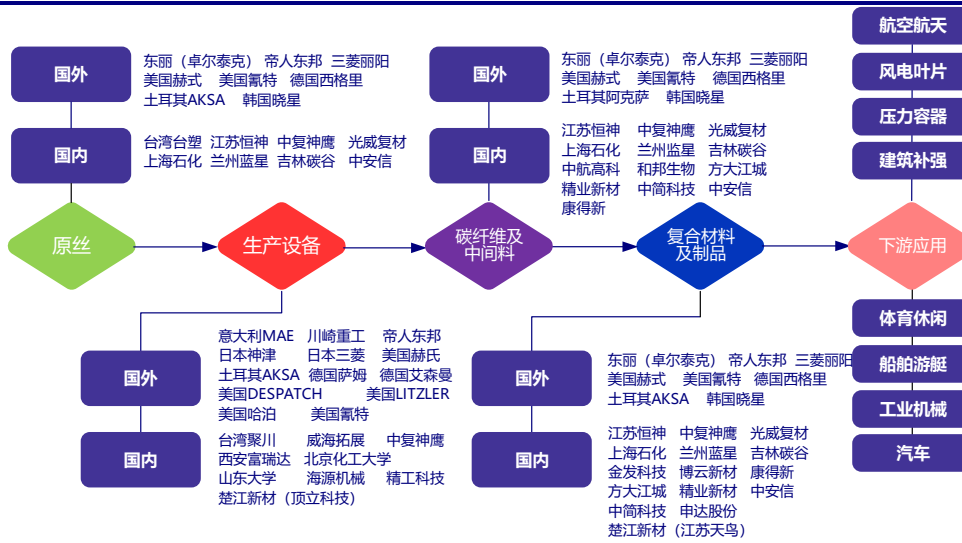 国外
东丽（卓尔泰克）帝人东邦 三菱丽阳
美国赫式 美国氰特 德国西格里
土耳其AKSA 韩国晓星
国内
台湾台塑 江苏恒神 中复神鹰 光威复材
上海石化 兰州蓝星 吉林碳谷 中安信
原丝
生产设备
国外
意大利MAE 川崎重工 帝人东邦
日本神津 日本三菱 美国赫氏
土耳其AKSA 德国萨姆 德国艾森曼
美国DESPATCH 美国LITZLER
美国哈泊 美国氰特
国内
台湾聚川 威海拓展 中复神鹰
西安富瑞达 北京化工大学
山东大学 海源机械 精工科技
楚江新材（顶立科技）
国外
东丽（卓尔泰克）帝人东邦 三菱丽阳
美国赫式 美国氰特 德国西格里
土耳其阿克萨 韩国晓星
国内
江苏恒神 中复神鹰 光威复材
上海石化 兰州监星 吉林碳谷
中航高科 和邦生物 方大江城
精业新材 中简科技 中安信
康得新
碳纤维及
中间料
复合材料
及制品
国外
东丽（卓尔泰克）帝人东邦 三菱丽阳
美国赫式 美国氰特 德国西格里
土耳其AKSA 韩国晓星
国内
江苏恒神 中复神鹰 光威复材
上海石化 兰州蓝星 吉林碳谷
金发科技 博云新材 康得新
方大江城 精业新材 中安信
中简科技 申达股份
楚江新材（江苏天鸟）
航空航天
风电叶片
压力容器
建筑补强
下游应用
体育休闲
船舶游艇
工业机械
汽车